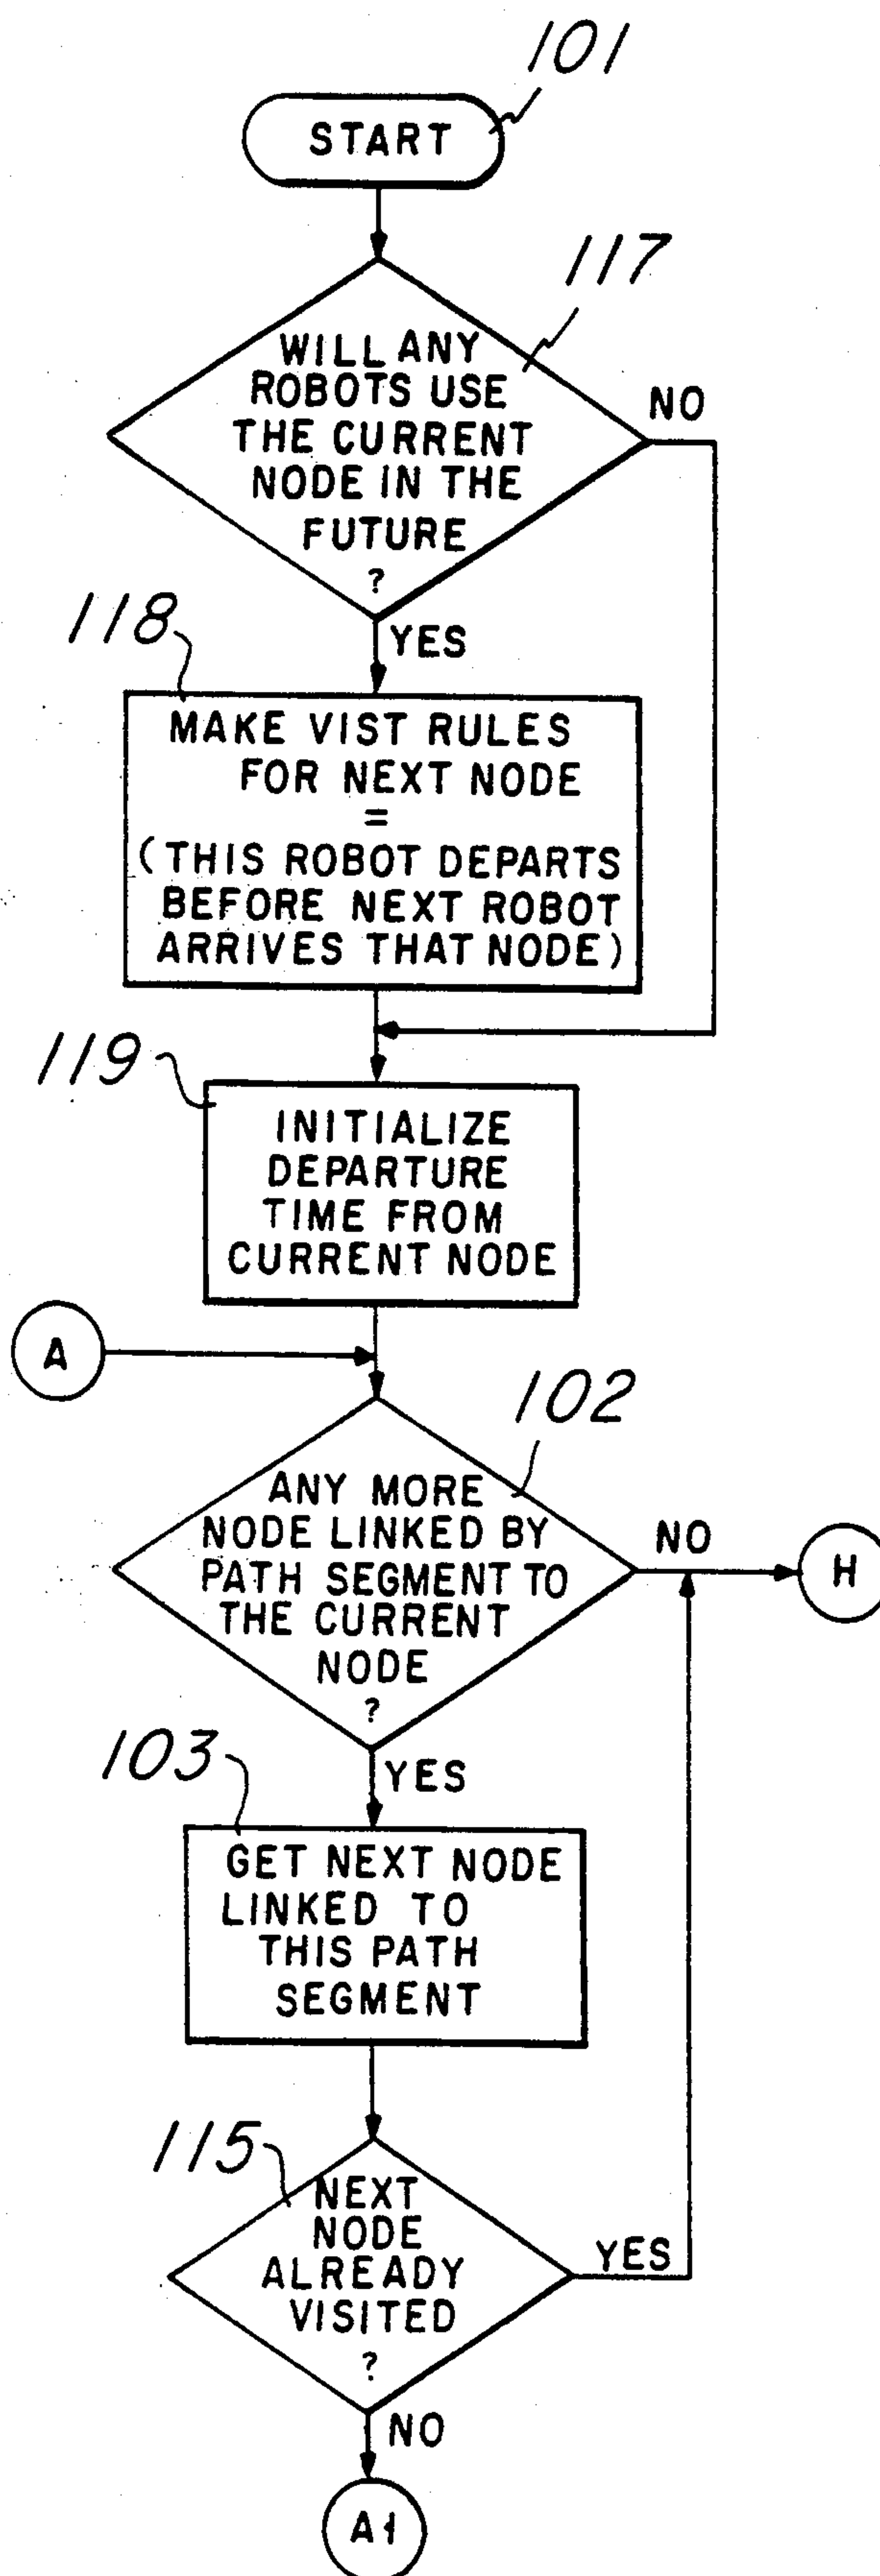 101
START
117
WILL ANY
ROBOTS USE
THE CURRENT
NODE IN THE
FUTURE
?
NO
118
YES
MAKE VIST RULES
FOR NEXT NODE
=
(THIS ROBOT DEPARTS
BEFORE NEXT ROBOT
ARRIVES THAT NODE)
119
INITIALIZE
DEPARTURE
TIME FROM
CURRENT NODE
A
102
ANY MORE
NODE LINKED BY
PATH SEGMENT TO
THE CURRENT
NODE
?
NO
H
103
YES
GET NEXT NODE
LINKED TO
THIS PATH
SEGMENT
115
NEXT
NODE
ALREADY
VISITED
?
YES
NO
A1